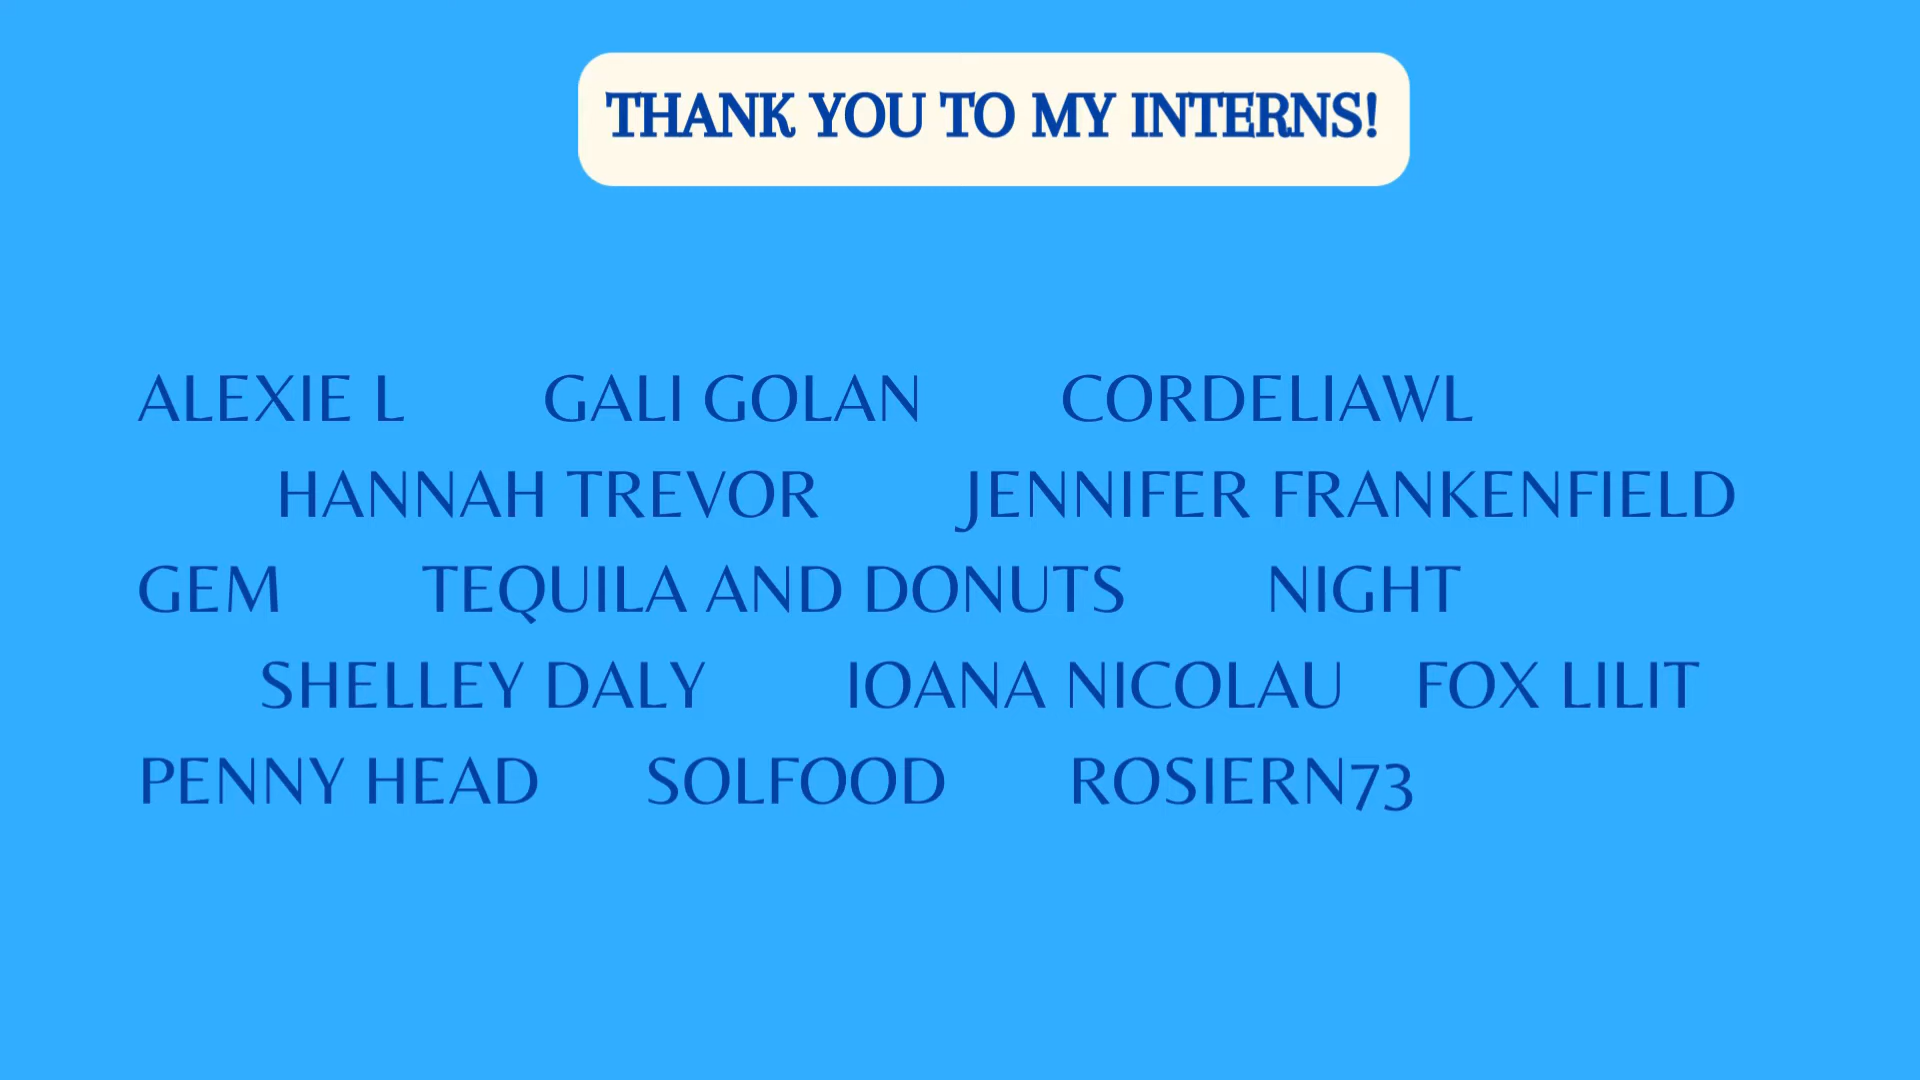 THANK YOU TO MY INTERNS!
ALEXIE L GALI GOLAN CORDELIAWL
HANNAH TREVOR JENNIFER FRANKENFIELD
GEM TEQUILA AND DONUTS NIGHT
SHELLEY DALY IOANA NICOLAU FOX LILIT
PENNY HEAD SOLFOOD ROSIERN73